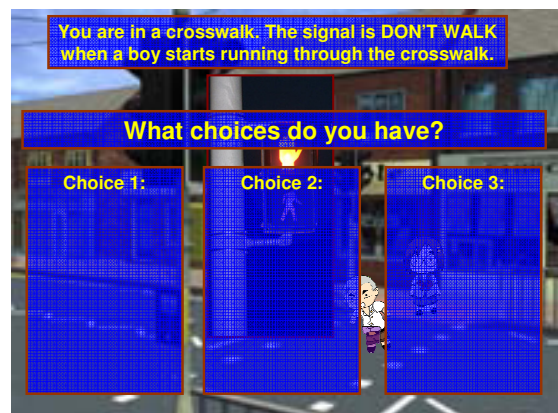 You are in a crosswalk. The signal is DON'T WALK
when a boy starts running through the crosswalk.
What choices do you have?
Choice 1:
Choice 2:
Choice 3: